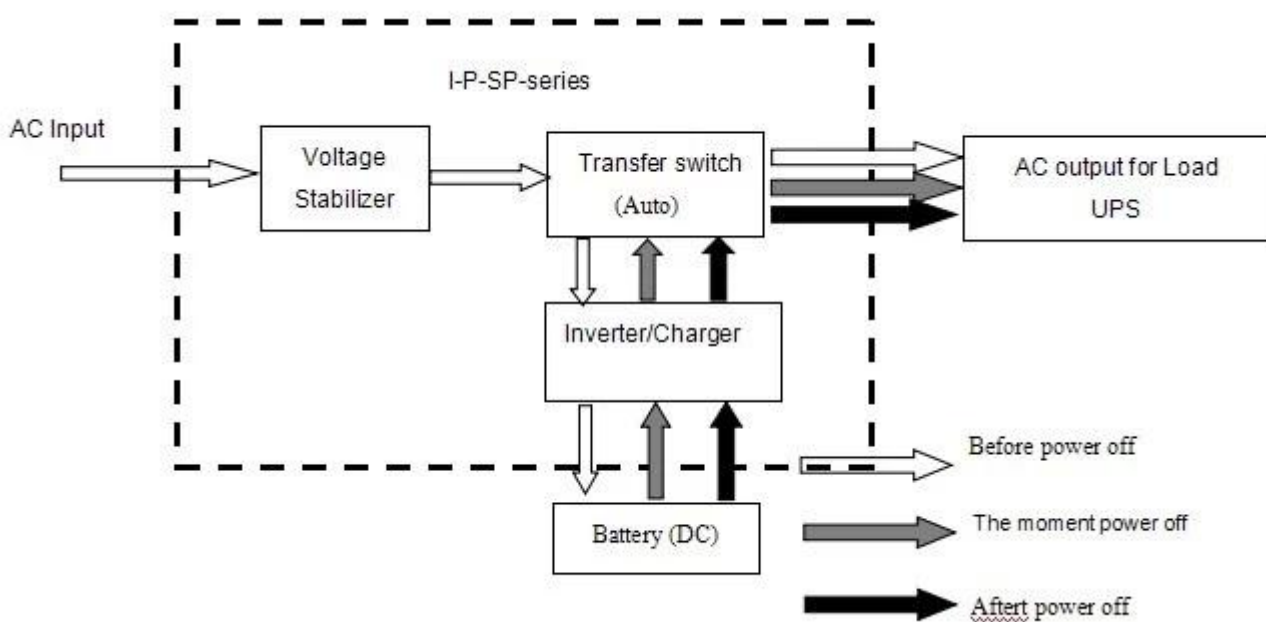 I-P-SP-series
AC Input
Voltage
Stabilizer
Transfer switch
(Auto)
AC output for Load
UPS
Inverter/Charger
Battery (DC)
Before power off
The moment power off
Aftert power off